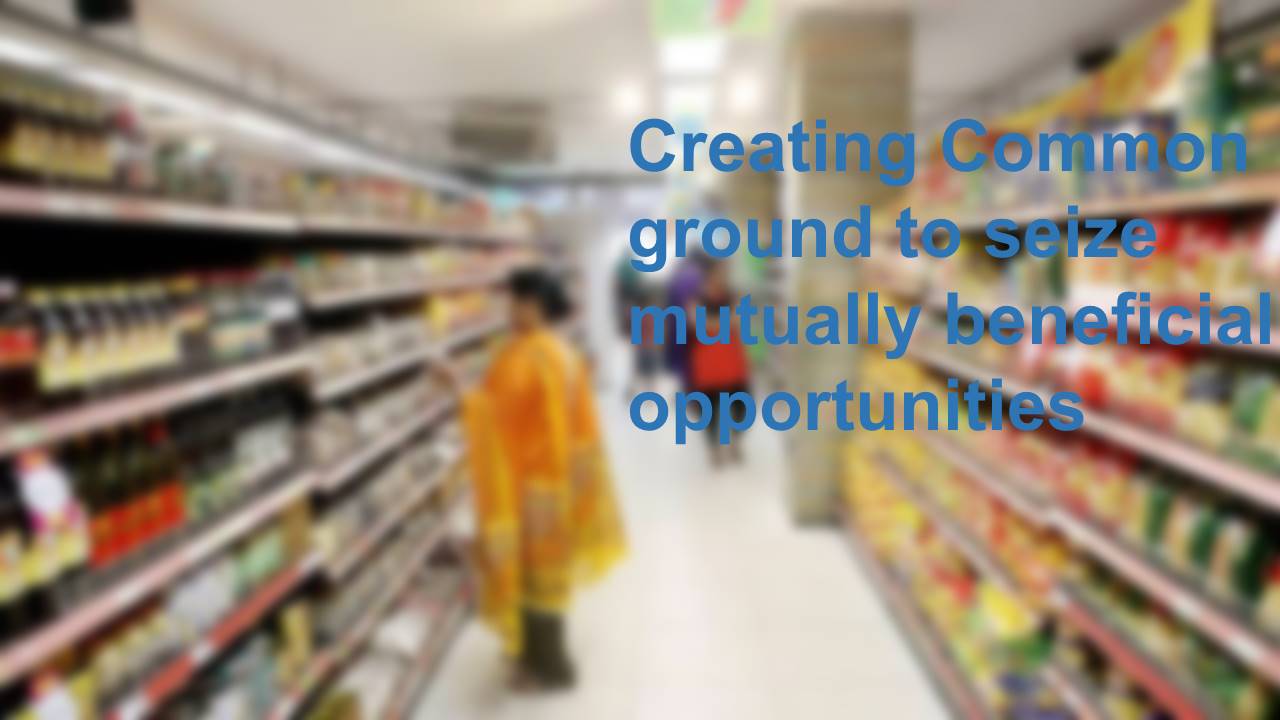 Creating Common
ground to seize
mutually beneficial
opportunities